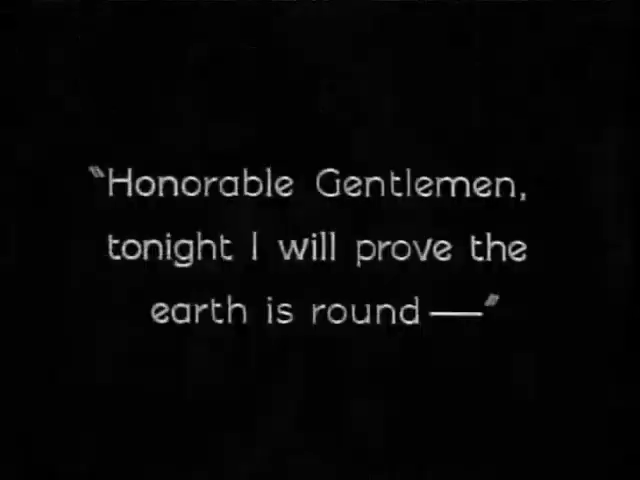 "Honorable Gentlemen,
tonight I will prove the
earth is round—"